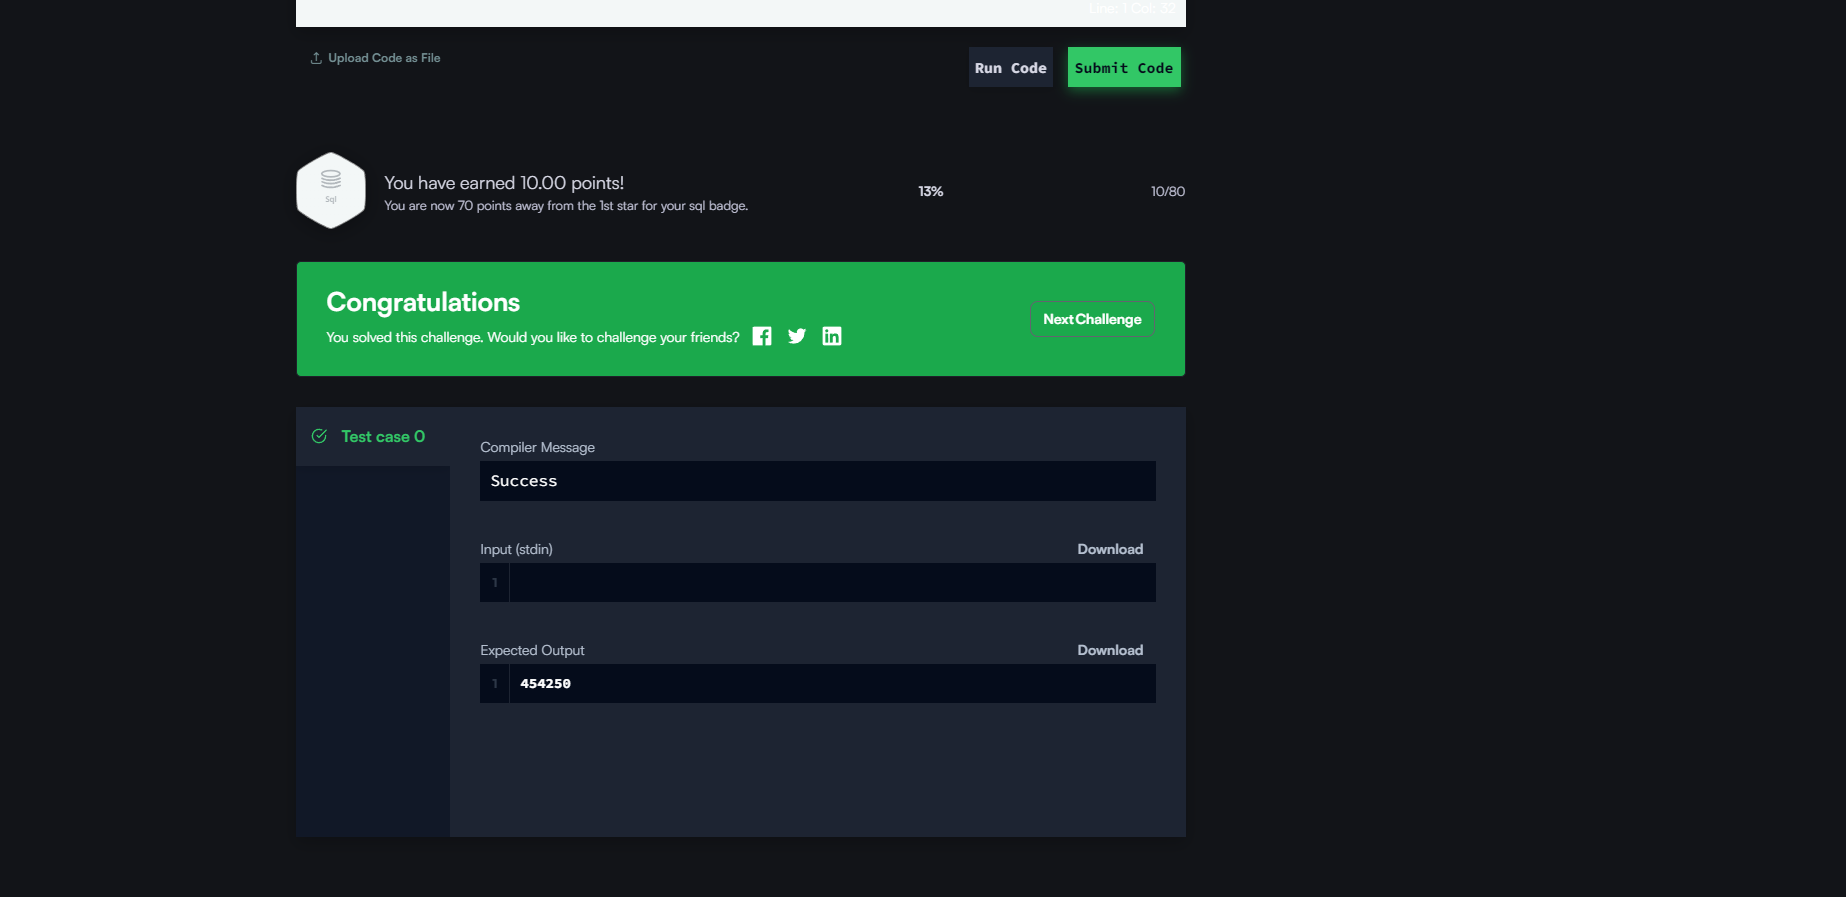 Line: 1 Col: 32
Upload Code as File
Run Code
Submit Code
Sql
You have earned 10.00 points!
You are now 70 points away from the 1st star for your sql badge.
13%
10/80
Congratulations
You solved this challenge. Would you like to challenge your friends?
Next Challenge
Test case 0
Compiler Message
Success
Input (stdin)
Download
1
Expected Output
Download
1
454250